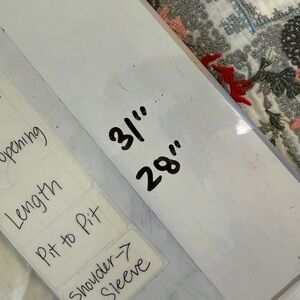 opening
Length 31"
Pit to Pit 28"
shoulder->
Sleeve